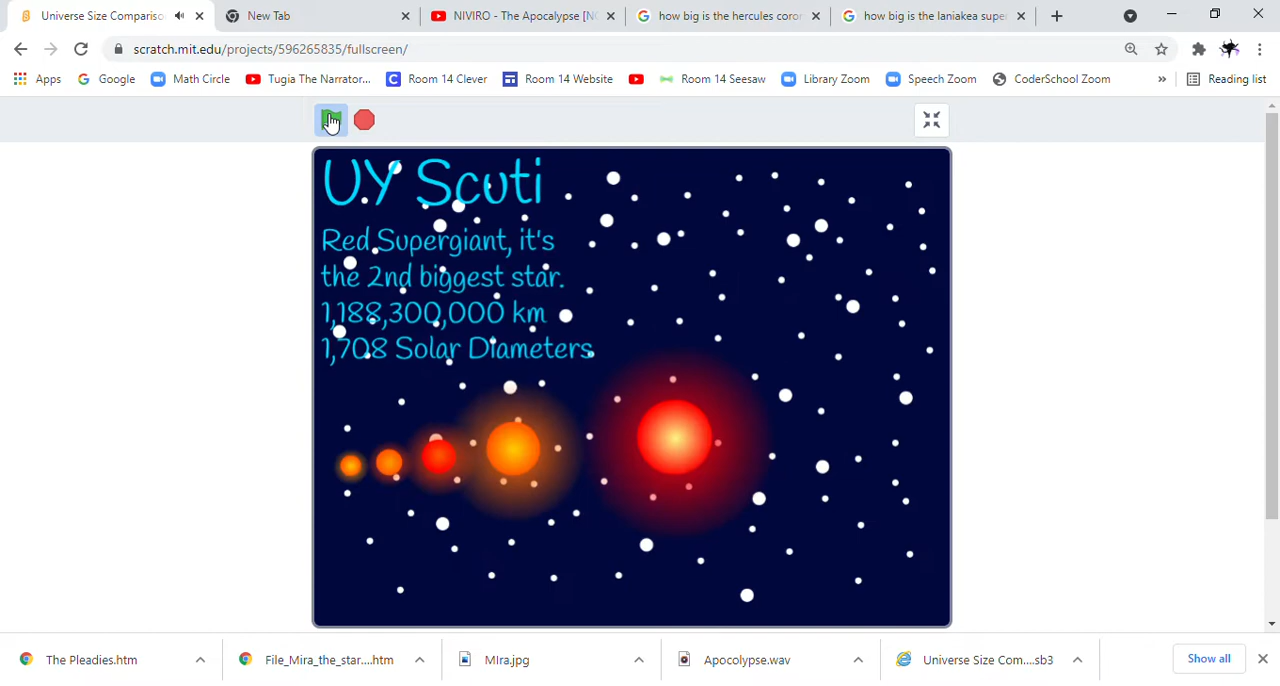 Universe Size Comparisc
New Tab
NIVIRO - The Apocalypse [NC
how big is the hercules coror
how big is the laniakea supe
scratch.mit.edu/projects/596265835/fullscreen/
Apps
Google
Math Circle
Tugia The Narrator...
Room 14 Clever
Room 14 Website
Room 14 Seesaw
Library Zoom
Speech Zoom
CoderSchool Zoom
»
Reading list
UY Scuti
Red Supergiant, it's
the 2nd biggest star.
1,188,300,000 km
1,708 Solar Diameters
The Pleadies.htm
File_Mira_the_star....htm
MIra.jpg
Apocolypse.wav
Universe Size Com....sb3
Show all